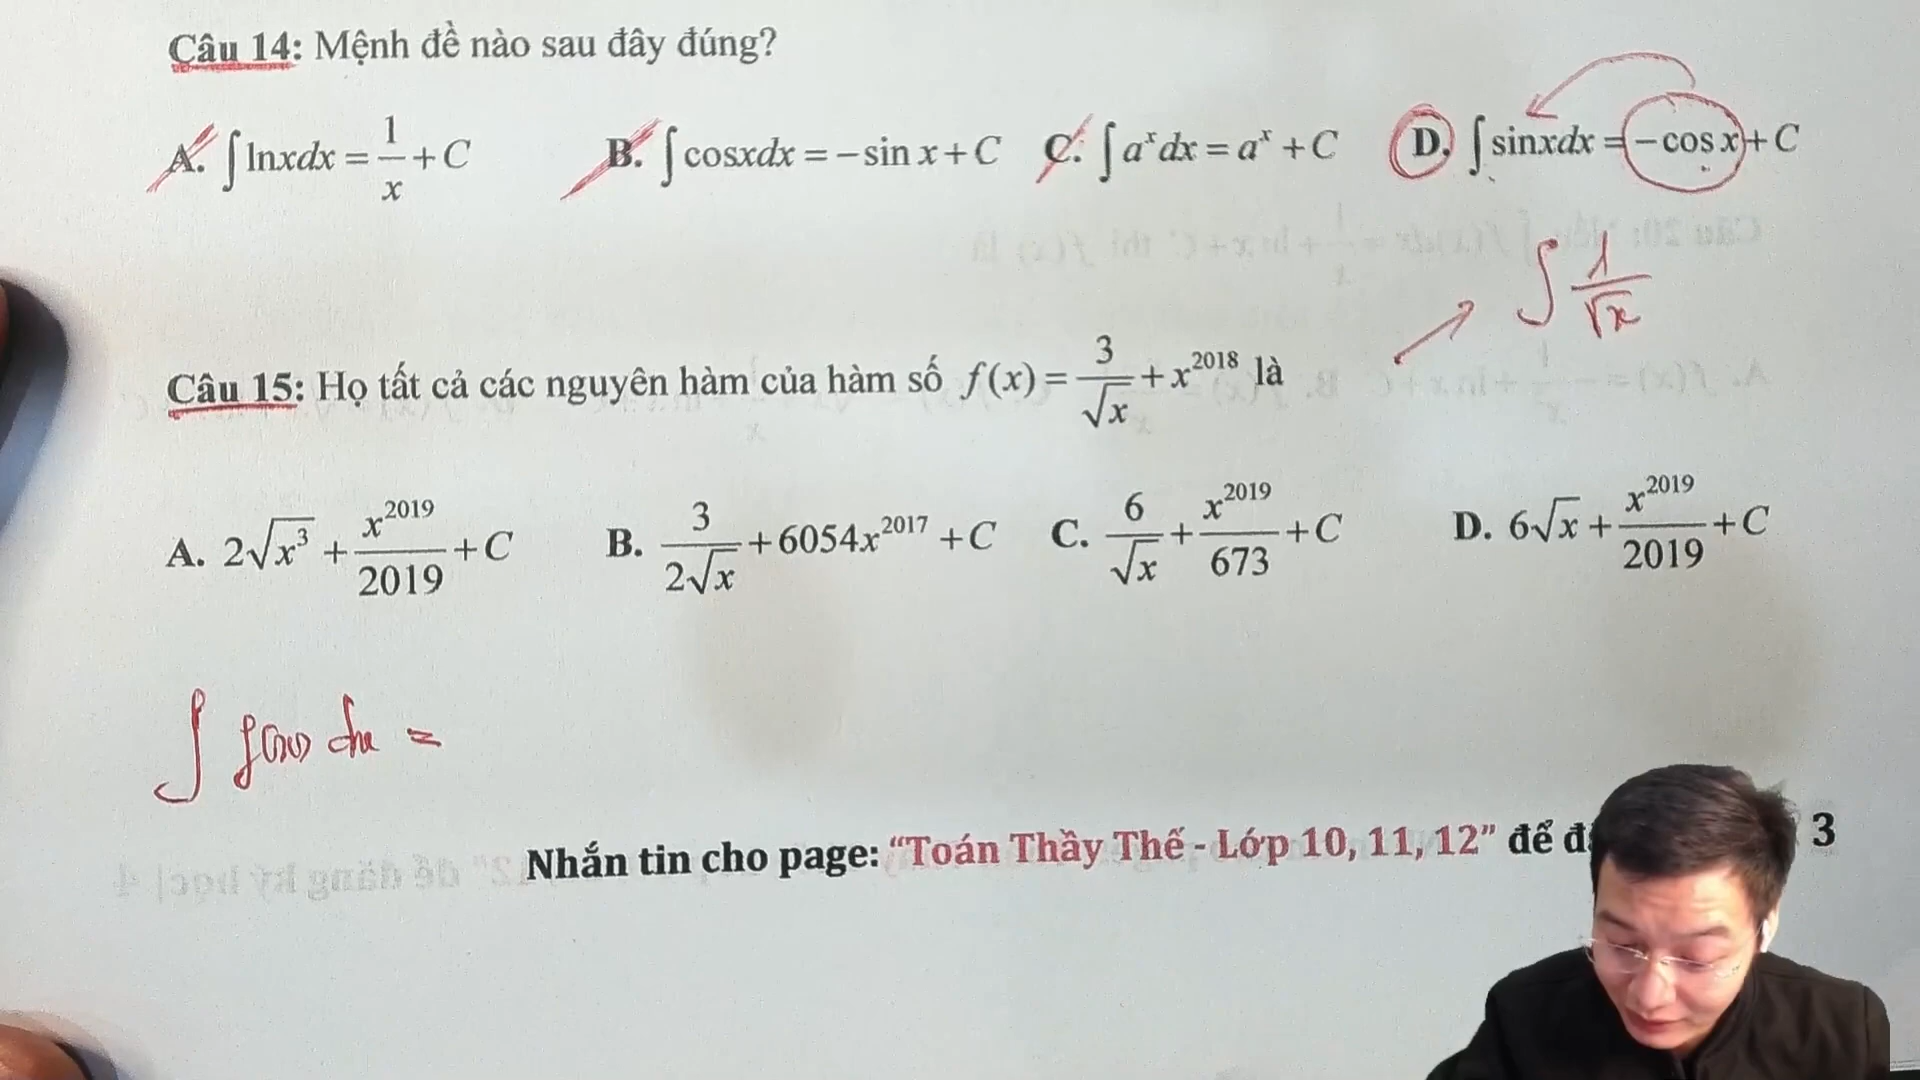 Câu 14: Mệnh đề nào sau đây đúng?
A. ∫lnxdx = 1/x + C B. ∫cosxdx = −sin x + C C. ∫aˣdx = aˣ + C D. ∫sinxdx = −cos x + C
∫ 1/√x
Câu 15: Họ tất cả các nguyên hàm của hàm số f(x) = 3/√x + x^2018 là
A. 2√x³ + x^2019/2019 + C B. 3/(2√x) + 6054x^2017 + C C. 6/√x + x^2019/673 + C D. 6√x + x^2019/2019 + C
∫ f(x) dx =
Nhắn tin cho page: “Toán Thầy Thế - Lớp 10, 11, 12” để 3